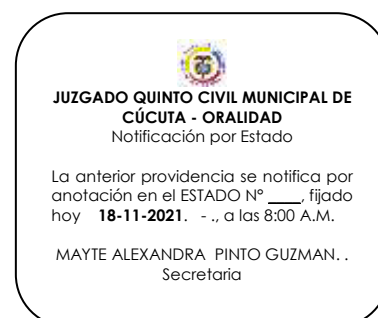 JUZGADO QUINTO CIVIL MUNICIPAL DE
CÚCUTA - ORALIDAD
Notificación por Estado
La anterior providencia se notifica por
anotación en el ESTADO N° ____, fijado
hoy 18-11-2021. - ., a las 8:00 A.M.
MAYTE ALEXANDRA PINTO GUZMAN. .
Secretaria